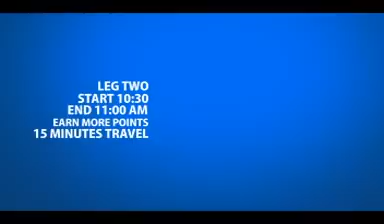 LEG TWO
START 10:30
END 11:00 AM
EARN MORE POINTS
15 MINUTES TRAVEL